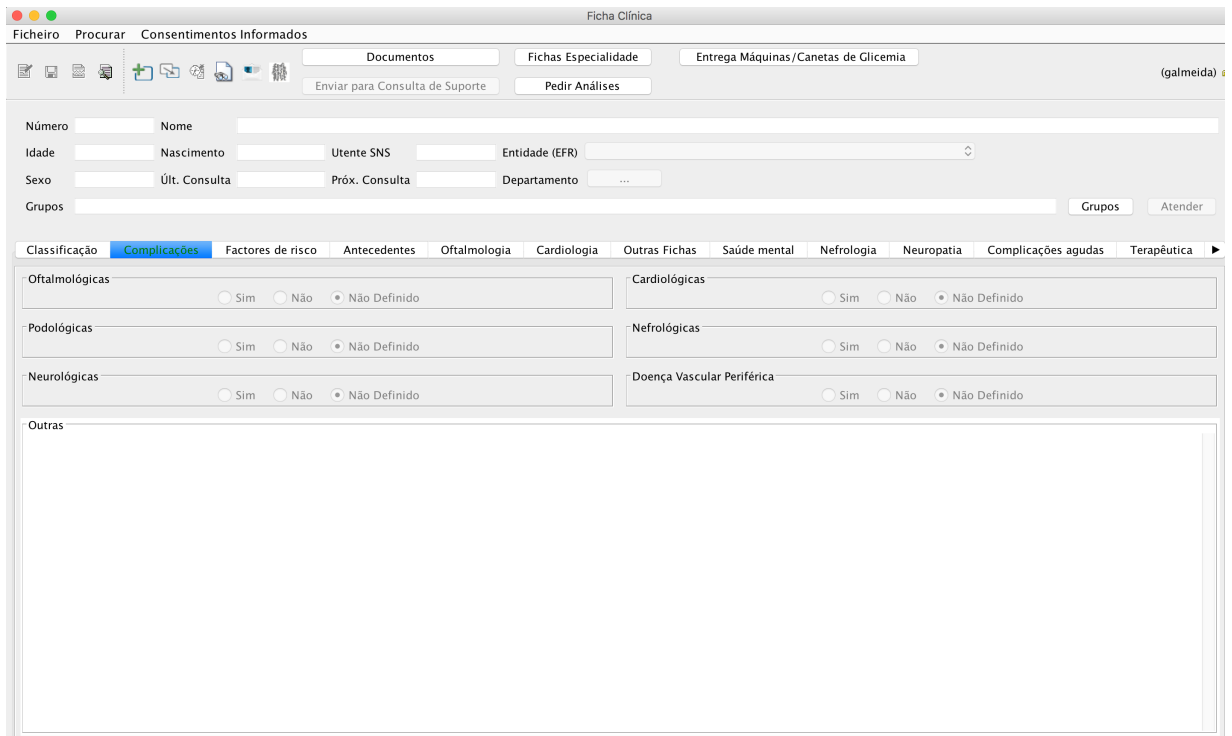 Ficha Clínica
Ficheiro Procurar Consentimentos Informados
Documentos Fichas Especialidade Entrega Máquinas/Canetas de Glicemia
Enviar para Consulta de Suporte Pedir Análises
(galmeida)
Número Nome
Idade Nascimento Utente SNS Entidade (EFR)
Sexo Últ. Consulta Próx. Consulta Departamento ...
Grupos Grupos Atender
Classificação Complicações Factores de risco Antecedentes Oftalmologia Cardiologia Outras Fichas Saúde mental Nefrologia Neuropatia Complicações agudas Terapêutica
Oftalmológicas Cardiológicas
Sim Não Não Definido Sim Não Não Definido
Podológicas Nefrológicas
Sim Não Não Definido Sim Não Não Definido
Neurológicas Doença Vascular Periférica
Sim Não Não Definido Sim Não Não Definido
Outras